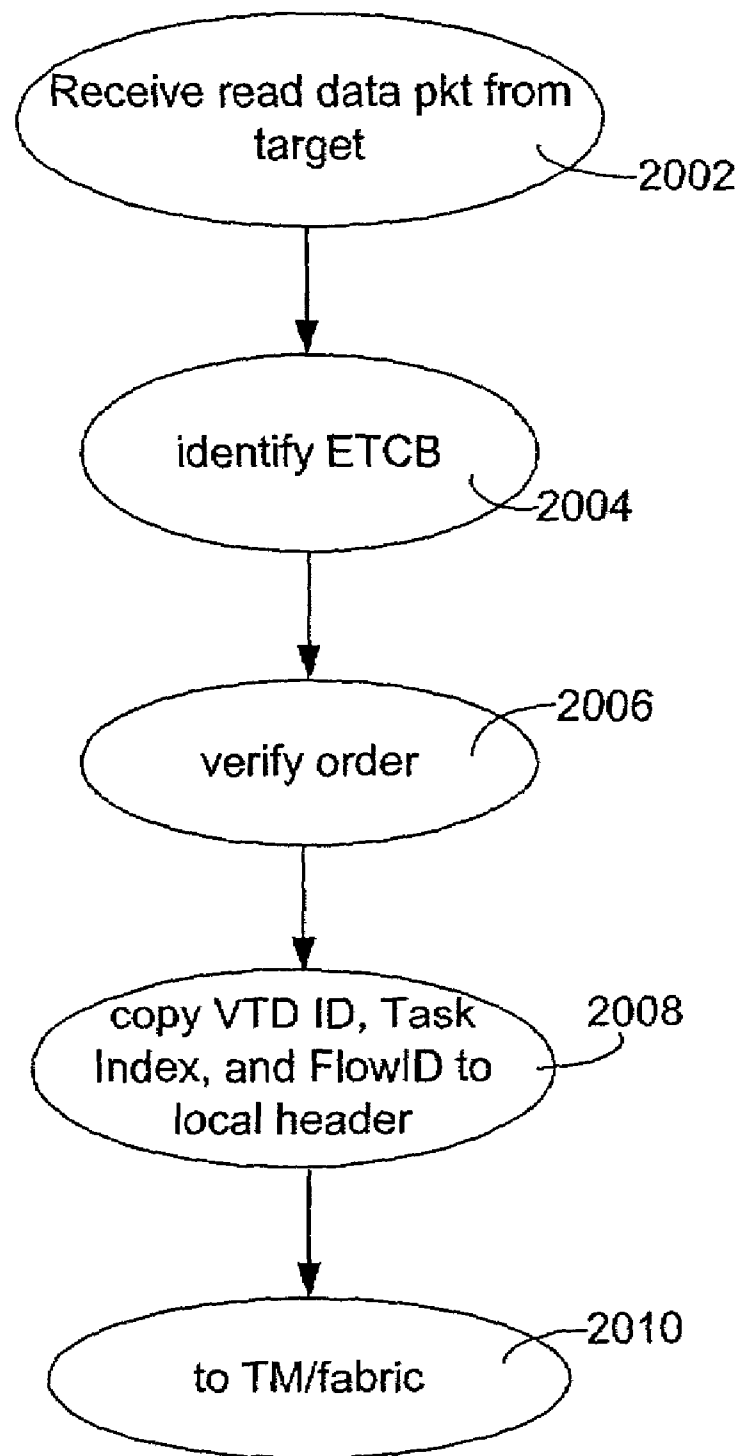 Receive read data pkt from
target
2002
identify ETCB
2004
2006
verify order
copy VTD ID, Task
Index, and FlowID to
local header
2008
2010
to TM/fabric